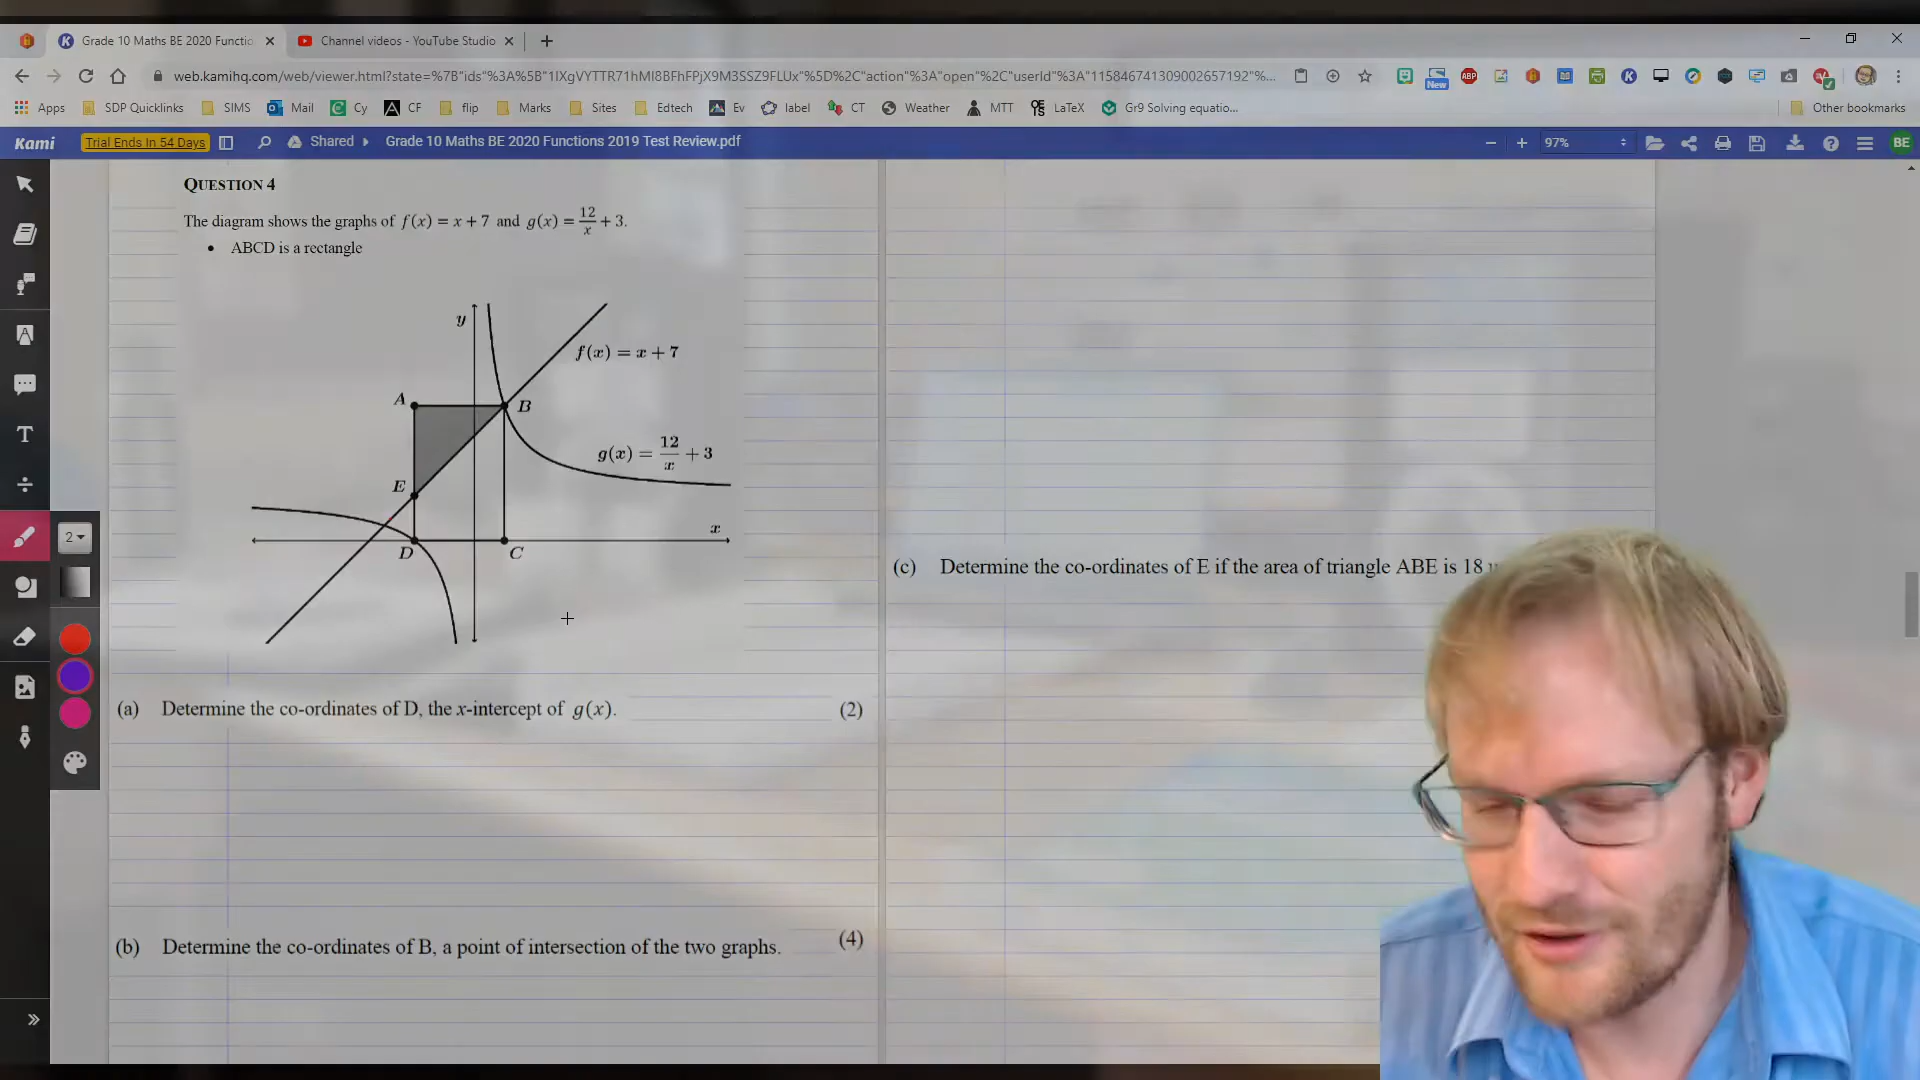 Grade 10 Maths BE 2020 Functio
Channel videos - YouTube Studio
web.kamihq.com/web/viewer.html?state=%7B"ids"%3A%5B"1IXgVYTTR71hMI8BFhFPjX9M3SSZ9FLUx"%5D%2C"action"%3A"open"%2C"userId"%3A"115846741309002657192"%...
New
ABP
Apps
SDP Quicklinks
SIMS
Mail
Cy
CF
flip
Marks
Sites
Edtech
Ev
label
CT
Weather
MTT
LaTeX
Gr9 Solving equatio...
Other bookmarks
Kami
Trial Ends In 54 Days
Shared
Grade 10 Maths BE 2020 Functions 2019 Test Review.pdf
97%
BE
QUESTION 4
The diagram shows the graphs of f(x) = x + 7 and g(x) = 12/x + 3.
• ABCD is a rectangle
y
f(x) = x + 7
A
B
g(x) = 12/x + 3
E
x
D
C
2
(a) Determine the co-ordinates of D, the x-intercept of g(x). (2)
(b) Determine the co-ordinates of B, a point of intersection of the two graphs. (4)
(c) Determine the co-ordinates of E if the area of triangle ABE is 18